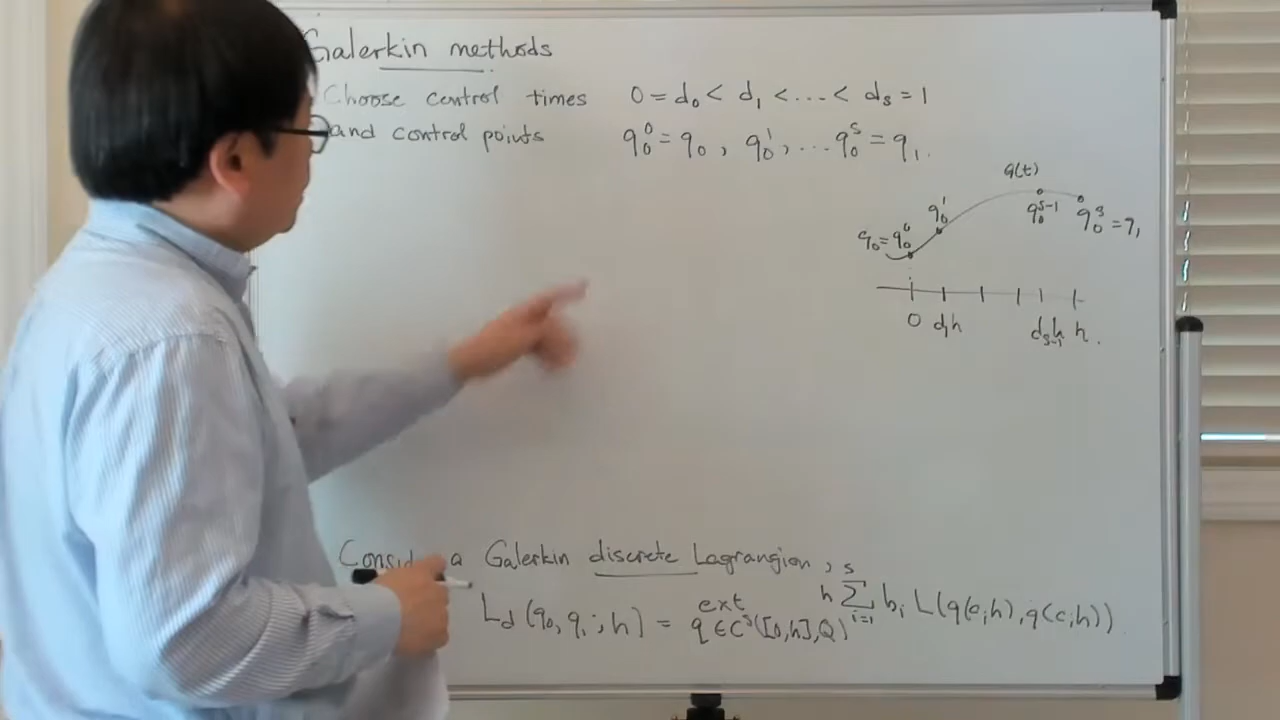 Galerkin methods
Choose control times 0 = d₀ < d₁ < ... < dₛ = 1
and control points q₀⁰ = q₀, q₀¹, ... q₀ˢ = q₁.
q(t)
q₀ = q₀⁰ q₀¹ q₀ˢ⁻¹ q₀ˢ = q₁
0 d₁h dₛ₋₁h h.
a Galerkin discrete Lagrangian,
L_d(q₀, q₁; h) = ext q ∈ Cˢ([0,h],Q) h Σ_{i=1}^{s} bᵢ L(q(cᵢh), q(cᵢh))